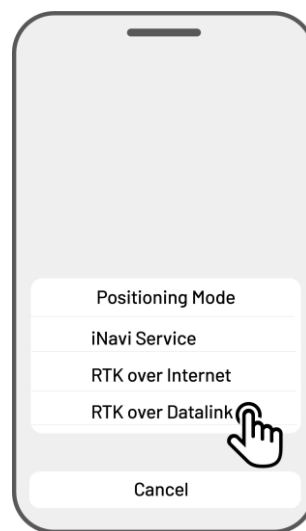 Positioning Mode
iNavi Service
RTK over Internet
RTK over Datalink
Cancel